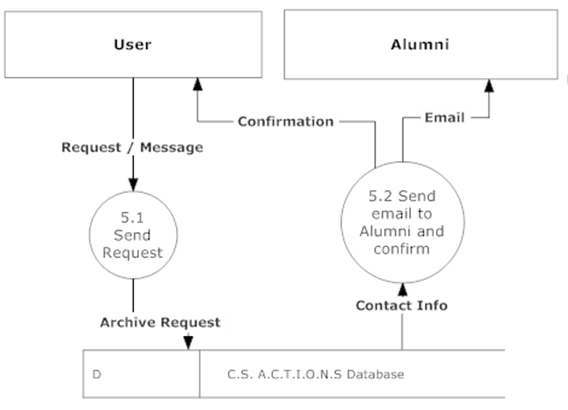 User
Alumni
Confirmation
Email
Request / Message
5.1
Send
Request
5.2 Send
email to
Alumni and
confirm
Contact Info
Archive Request
D
C.S. A.C.T.I.O.N.S Database